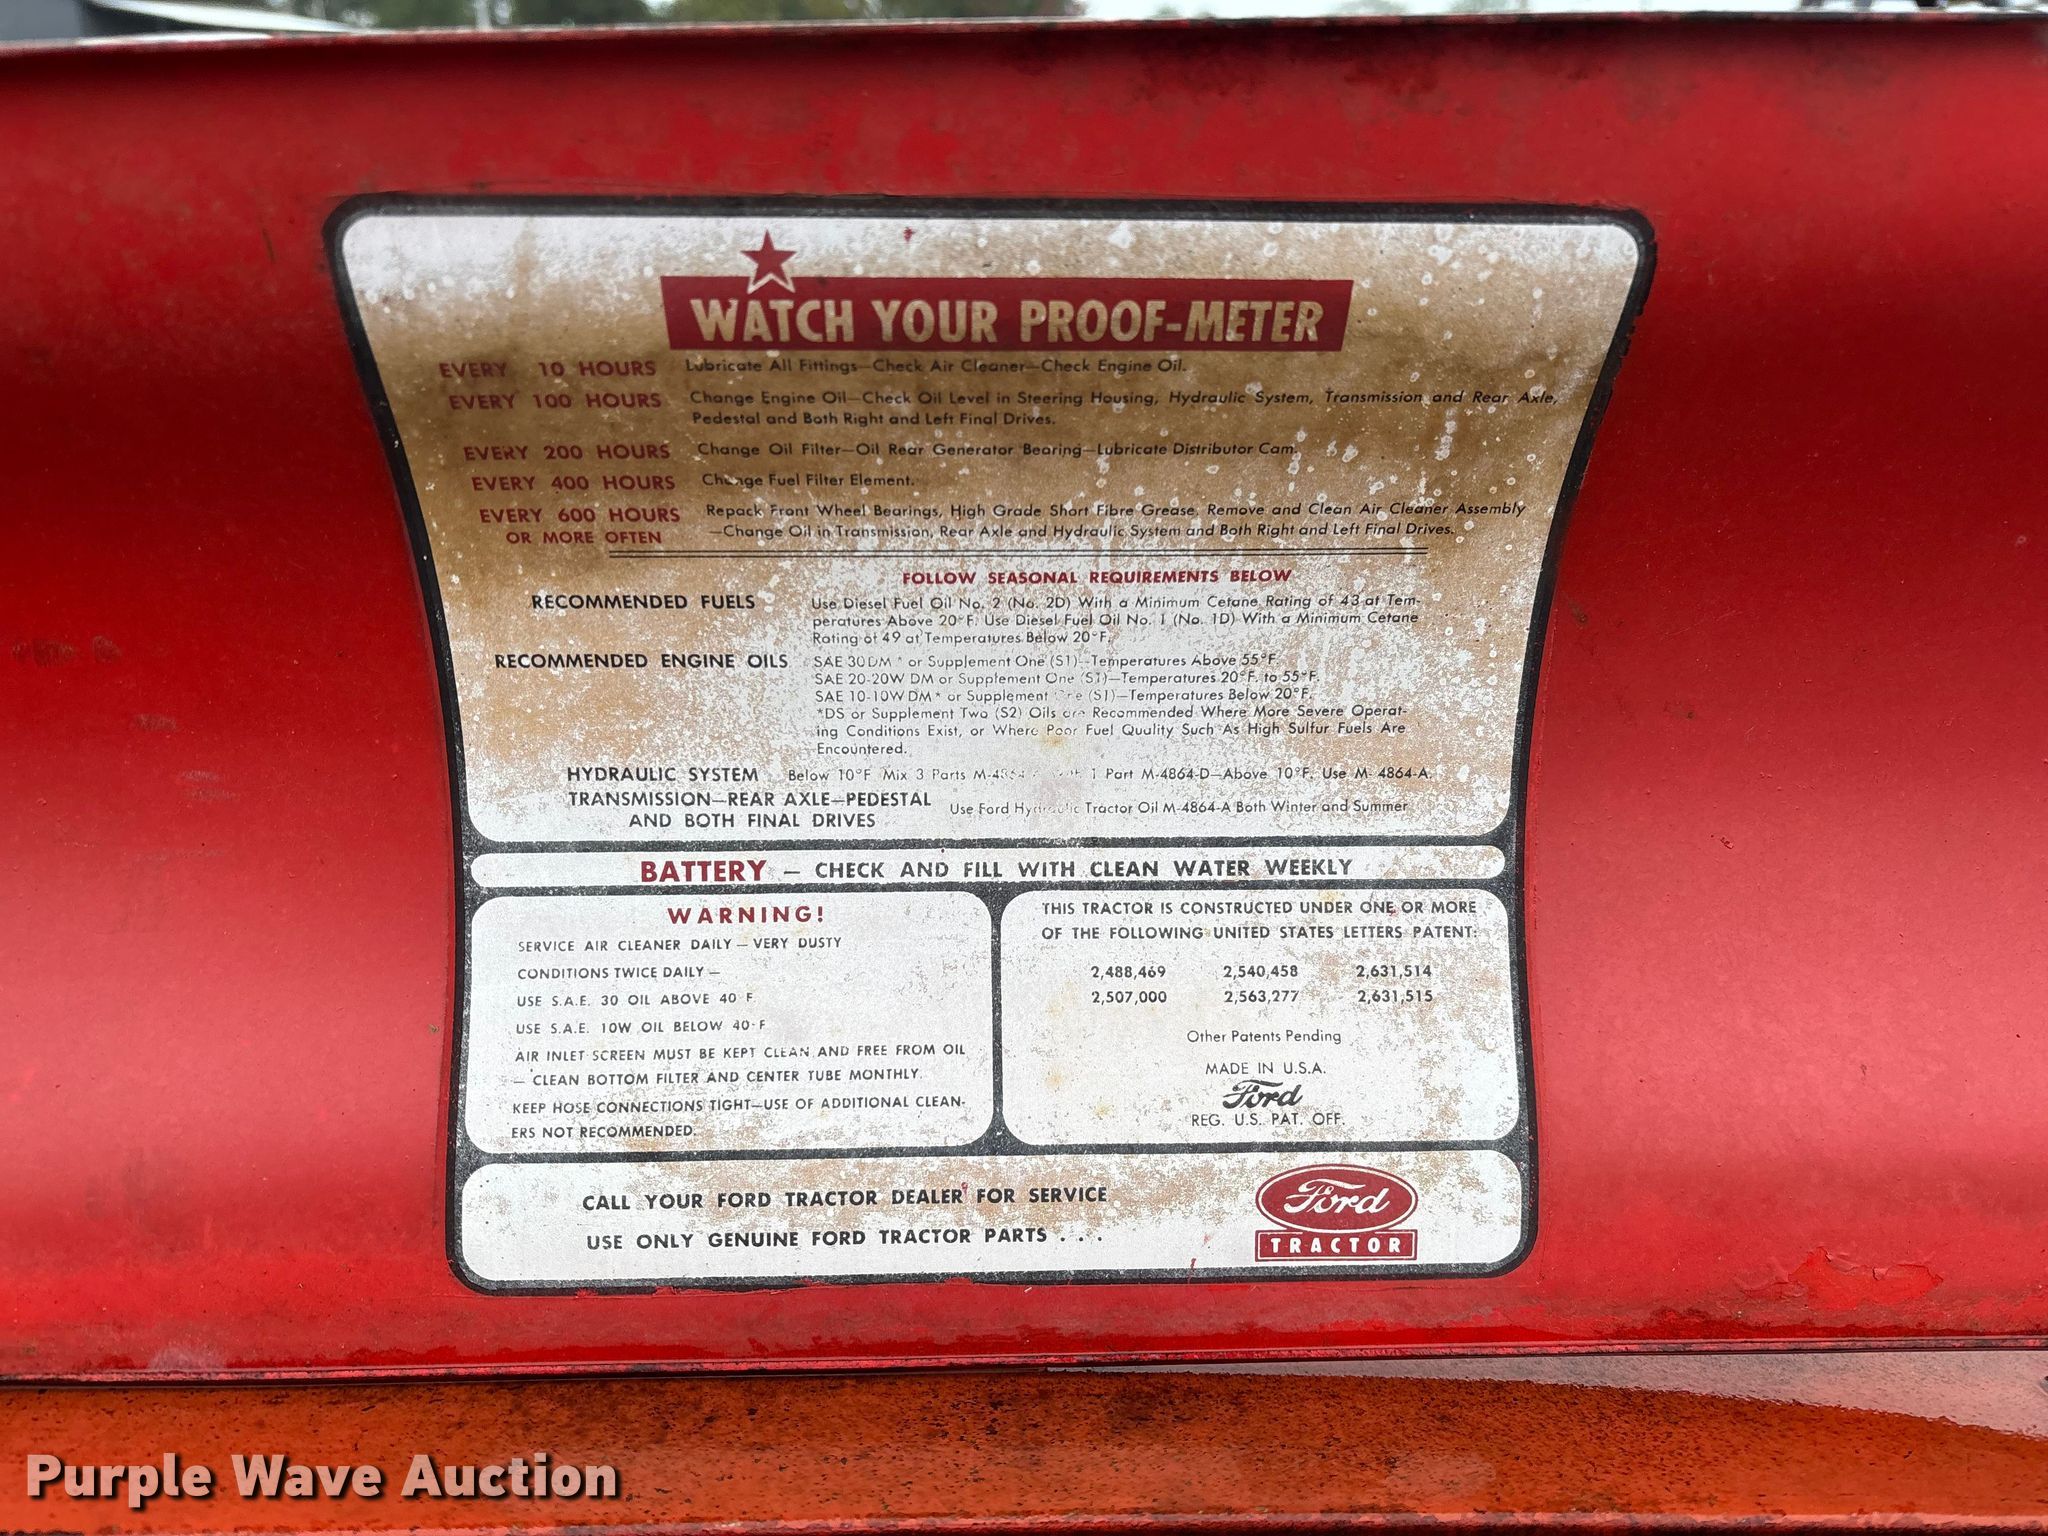 WATCH YOUR PROOF-METER
EVERY 10 HOURS Lubricate All Fittings—Check Air Cleaner—Check Engine Oil.
EVERY 100 HOURS Change Engine Oil—Check Oil Level in Steering Housing, Hydraulic System, Transmission and Rear Axle,
Pedestal and Both Right and Left Final Drives.
EVERY 200 HOURS Change Oil Filter—Oil Rear Generator Bearing—Lubricate Distributor Cam.
EVERY 400 HOURS Change Fuel Filter Element.
EVERY 600 HOURS Repack Front Wheel Bearings, High Grade Short Fibre Grease. Remove and Clean Air Cleaner Assembly
OR MORE OFTEN —Change Oil in Transmission, Rear Axle and Hydraulic System and Both Right and Left Final Drives.
FOLLOW SEASONAL REQUIREMENTS BELOW
RECOMMENDED FUELS Use Diesel Fuel Oil No. 2 (No. 2D) With a Minimum Cetane Rating of 43 at Tem-
peratures Above 20°F. Use Diesel Fuel Oil No. 1 (No. 1D) With a Minimum Cetane
Rating of 49 at Temperatures Below 20°F.
RECOMMENDED ENGINE OILS SAE 30 DM * or Supplement One (S1)—Temperatures Above 55°F.
SAE 20-20W DM or Supplement One (S1)—Temperatures 20°F. to 55°F.
SAE 10-10W DM* or Supplement One (S1)—Temperatures Below 20°F.
*DS or Supplement Two (S2) Oils are Recommended Where More Severe Operat-
ing Conditions Exist, or Where Poor Fuel Quality Such As High Sulfur Fuels Are
Encountered.
HYDRAULIC SYSTEM Below 10°F Mix 3 Parts 1 Part M-4864-D—Above 10°F. Use M-4864-A.
TRANSMISSION—REAR AXLE—PEDESTAL
AND BOTH FINAL DRIVES Use Ford Hydraulic Tractor Oil M-4864-A Both Winter and Summer
BATTERY — CHECK AND FILL WITH CLEAN WATER WEEKLY
WARNING!
SERVICE AIR CLEANER DAILY — VERY DUSTY
CONDITIONS TWICE DAILY —
USE S.A.E. 30 OIL ABOVE 40°F
USE S.A.E. 10W OIL BELOW 40°F
AIR INLET SCREEN MUST BE KEPT CLEAN AND FREE FROM OIL
— CLEAN BOTTOM FILTER AND CENTER TUBE MONTHLY.
KEEP HOSE CONNECTIONS TIGHT—USE OF ADDITIONAL CLEAN-
ERS NOT RECOMMENDED.
THIS TRACTOR IS CONSTRUCTED UNDER ONE OR MORE
OF THE FOLLOWING UNITED STATES LETTERS PATENT:
2,488,469 2,540,458 2,631,514
2,507,000 2,563,277 2,631,515
Other Patents Pending
MADE IN U.S.A.
Ford
REG. U.S. PAT. OFF.
CALL YOUR FORD TRACTOR DEALER FOR SERVICE
USE ONLY GENUINE FORD TRACTOR PARTS . . .
Ford
TRACTOR
Purple Wave Auction